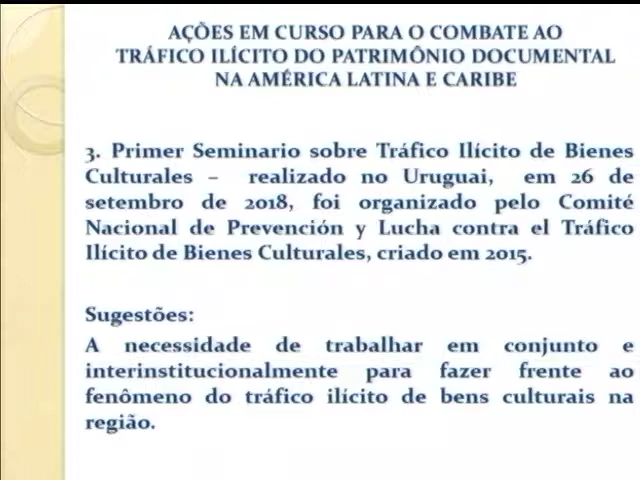 AÇÕES EM CURSO PARA O COMBATE AO
TRÁFICO ILÍCITO DO PATRIMÔNIO DOCUMENTAL
NA AMÉRICA LATINA E CARIBE
3. Primer Seminario sobre Tráfico Ilícito de Bienes
Culturales – realizado no Uruguai, em 26 de
setembro de 2018, foi organizado pelo Comité
Nacional de Prevención y Lucha contra el Tráfico
Ilícito de Bienes Culturales, criado em 2015.
Sugestões:
A necessidade de trabalhar em conjunto e
interinstitucionalmente para fazer frente ao
fenômeno do tráfico ilícito de bens culturais na
região.